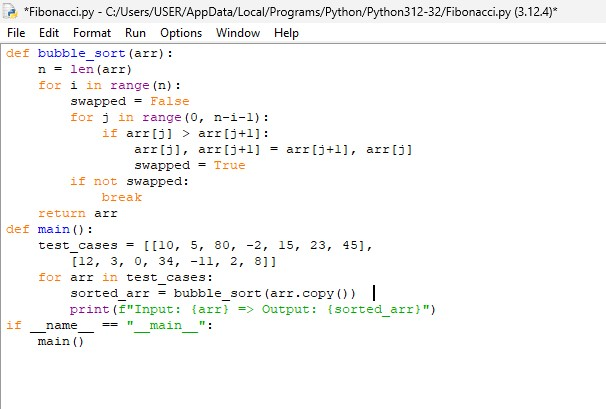 *Fibonacci.py - C:/Users/USER/AppData/Local/Programs/Python/Python312-32/Fibonacci.py (3.12.4)*
File Edit Format Run Options Window Help
def bubble_sort(arr):
    n = len(arr)
    for i in range(n):
        swapped = False
        for j in range(0, n-i-1):
            if arr[j] > arr[j+1]:
                arr[j], arr[j+1] = arr[j+1], arr[j]
                swapped = True
        if not swapped:
            break
    return arr
def main():
    test_cases = [[10, 5, 80, -2, 15, 23, 45],
        [12, 3, 0, 34, -11, 2, 8]]
    for arr in test_cases:
        sorted_arr = bubble_sort(arr.copy())
        print(f"Input: {arr} => Output: {sorted_arr}")
if __name__ == "__main__":
    main()